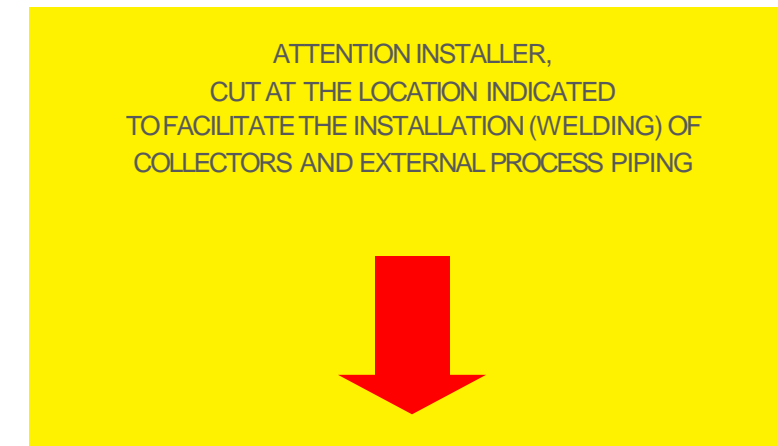 ATTENTION INSTALLER,
CUT AT THE LOCATION INDICATED
TO FACILITATE THE INSTALLATION (WELDING) OF
COLLECTORS AND EXTERNAL PROCESS PIPING